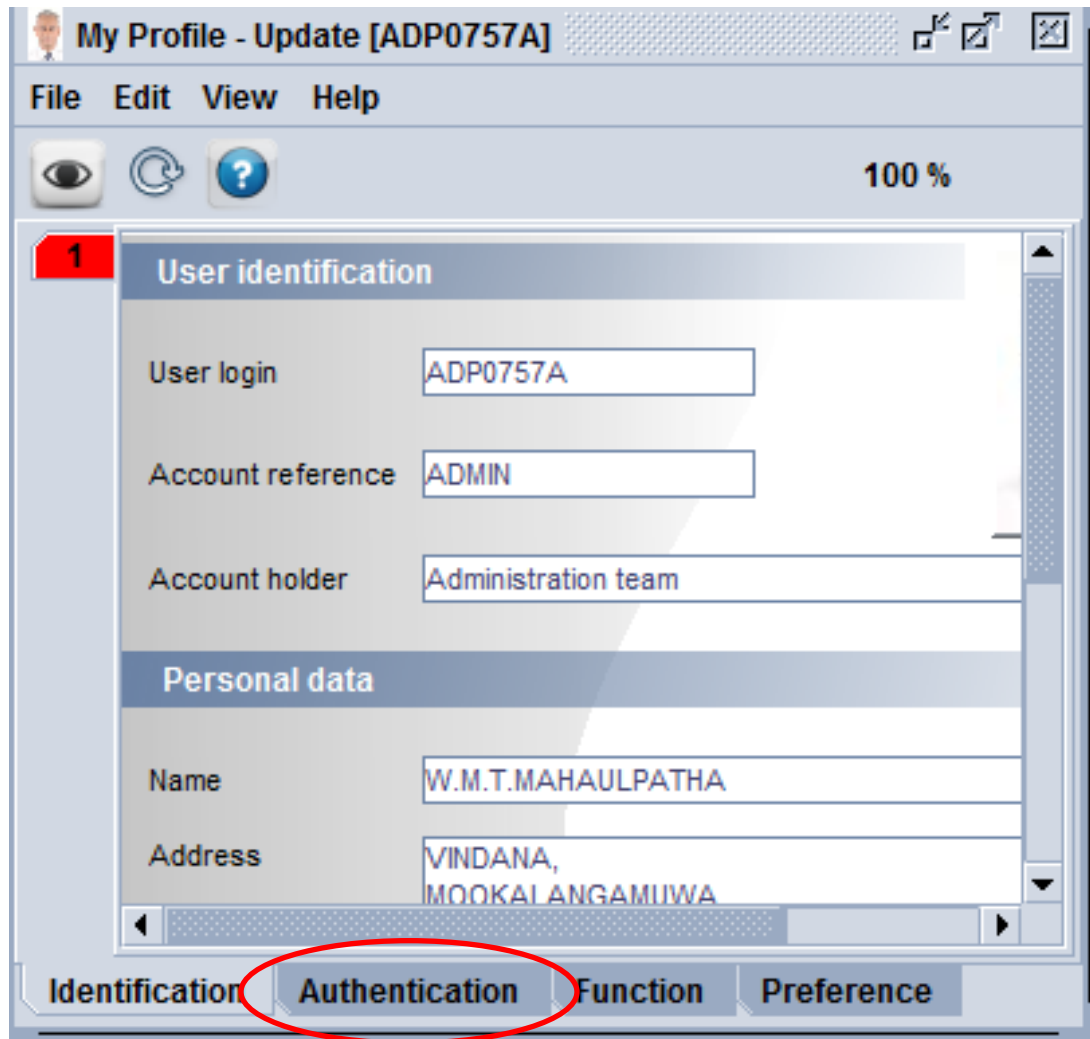 My Profile - Update [ADP0757A]
File Edit View Help
100 %
1
User identification
User login ADP0757A
Account reference ADMIN
Account holder Administration team
Personal data
Name W.M.T.MAHAULPATHA
Address VINDANA,
MOOKALANGAMUWA
Identification Authentication Function Preference